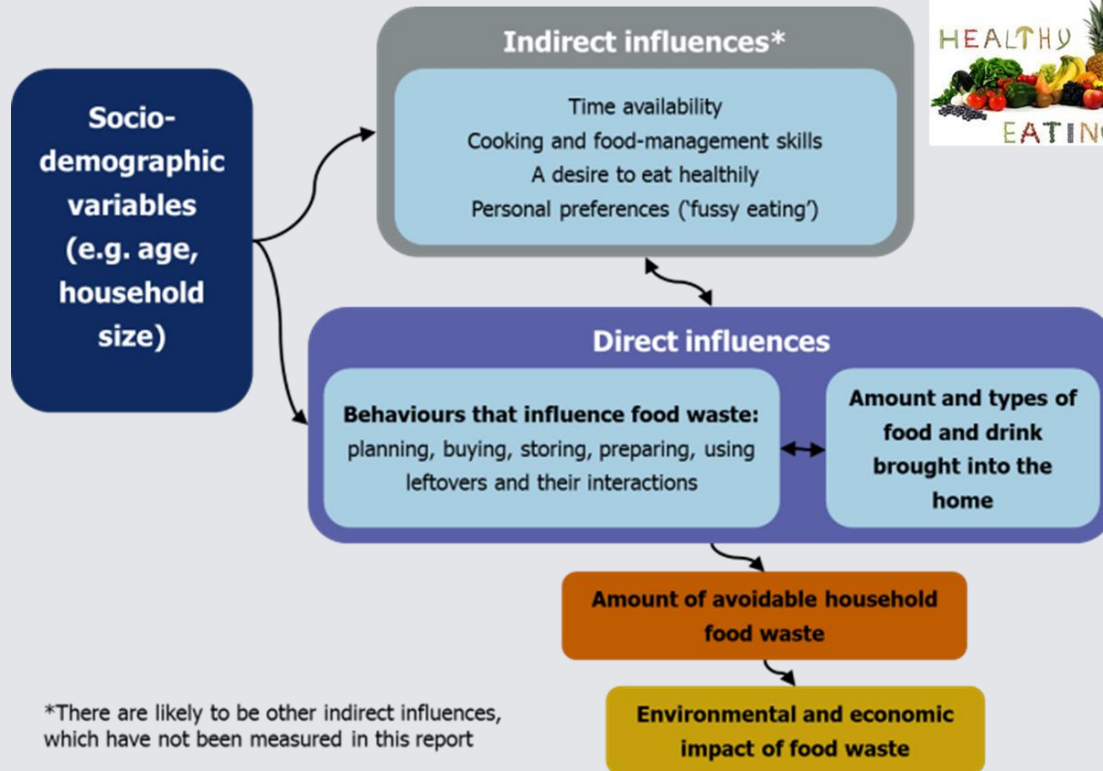 Indirect influences*
HEALTHY
EATING
Time availability
Cooking and food-management skills
A desire to eat healthily
Personal preferences (‘fussy eating’)
Socio-
demographic
variables
(e.g. age,
household
size)
Direct influences
Behaviours that influence food waste:
planning, buying, storing, preparing, using
leftovers and their interactions
Amount and types of
food and drink
brought into the
home
Amount of avoidable household
food waste
Environmental and economic
impact of food waste
*There are likely to be other indirect influences,
which have not been measured in this report